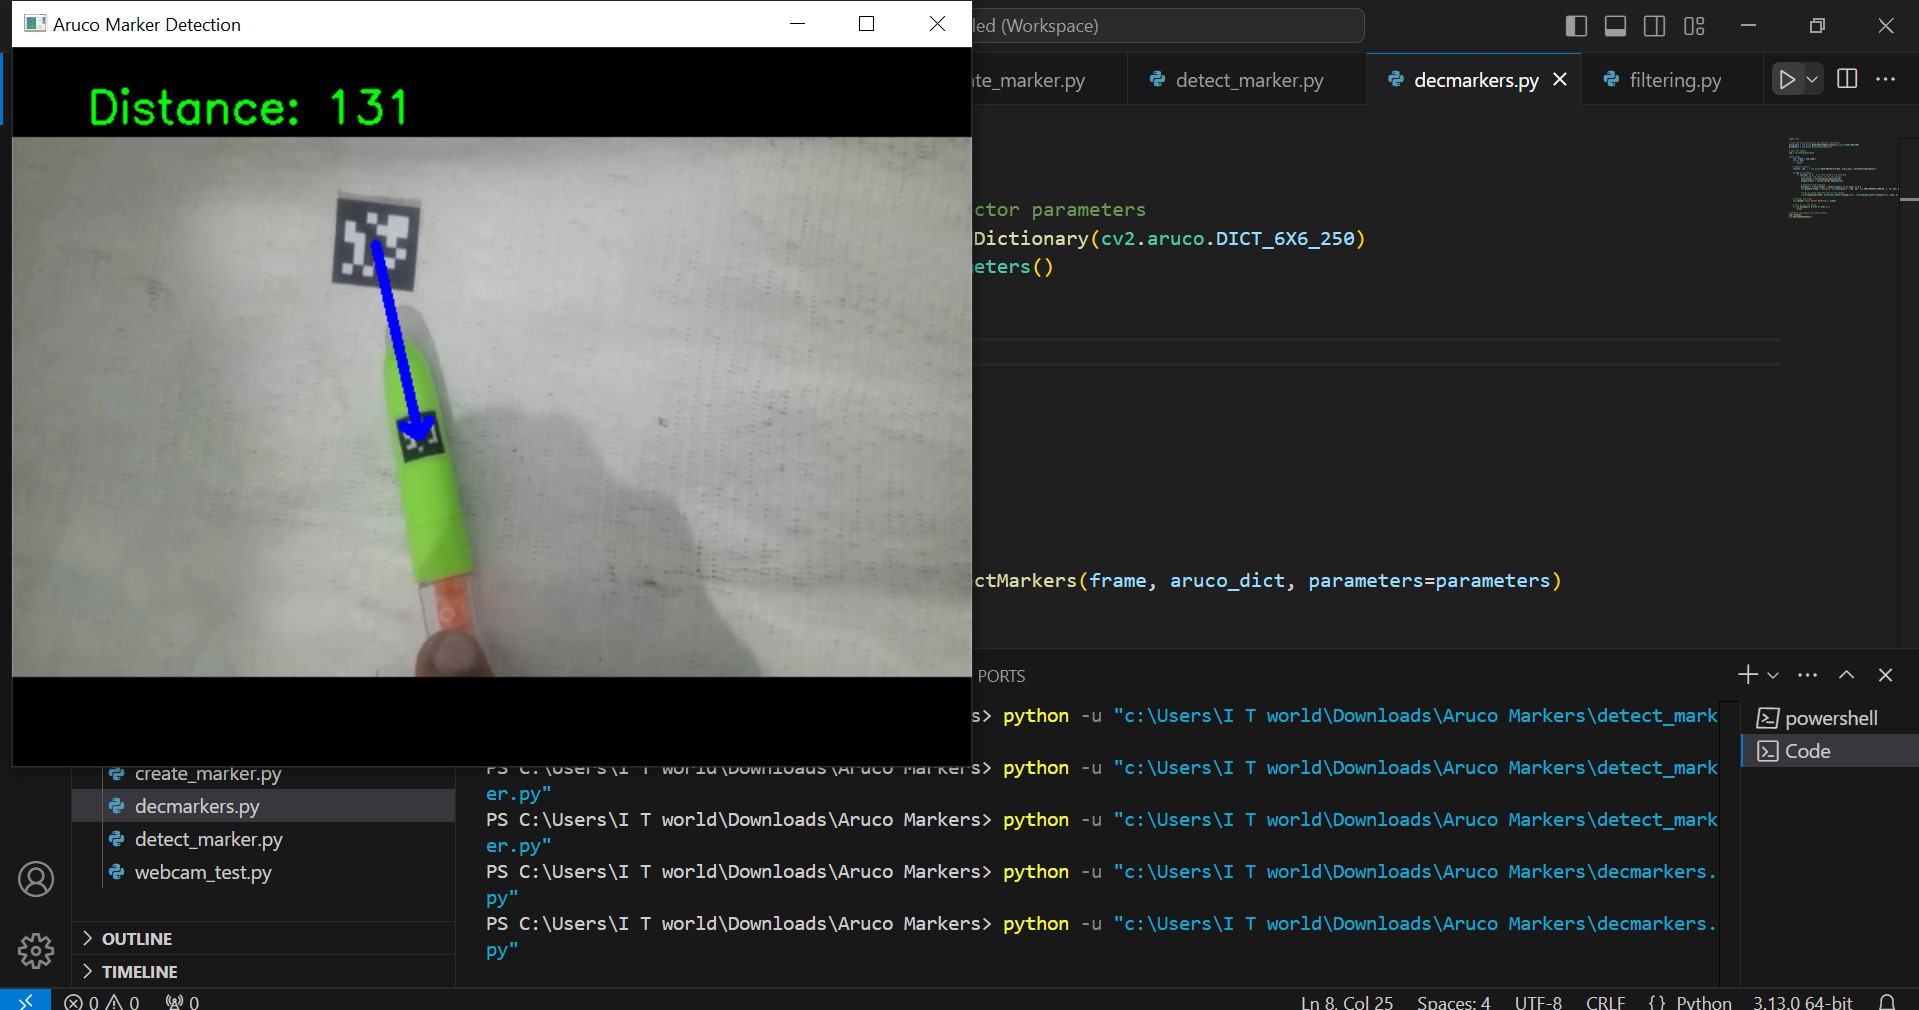 Aruco Marker Detection
led (Workspace)
te_marker.py
detect_marker.py
decmarkers.py
filtering.py
Distance: 131
ctor parameters
Dictionary(cv2.aruco.DICT_6X6_250)
eters()
ctMarkers(frame, aruco_dict, parameters=parameters)
PORTS
s> python -u "c:\Users\I T world\Downloads\Aruco Markers\detect_mark
PS C:\Users\I T world\Downloads\Aruco Markers> python -u "c:\Users\I T world\Downloads\Aruco Markers\detect_mark
er.py"
PS C:\Users\I T world\Downloads\Aruco Markers> python -u "c:\Users\I T world\Downloads\Aruco Markers\detect_mark
er.py"
PS C:\Users\I T world\Downloads\Aruco Markers> python -u "c:\Users\I T world\Downloads\Aruco Markers\decmarkers.
py"
PS C:\Users\I T world\Downloads\Aruco Markers> python -u "c:\Users\I T world\Downloads\Aruco Markers\decmarkers.
py"
powershell
Code
create_marker.py
decmarkers.py
detect_marker.py
webcam_test.py
OUTLINE
TIMELINE
0 0 0
Ln 8, Col 25 Spaces: 4 UTF-8 CRLF {} Python 3.13.0 64-bit